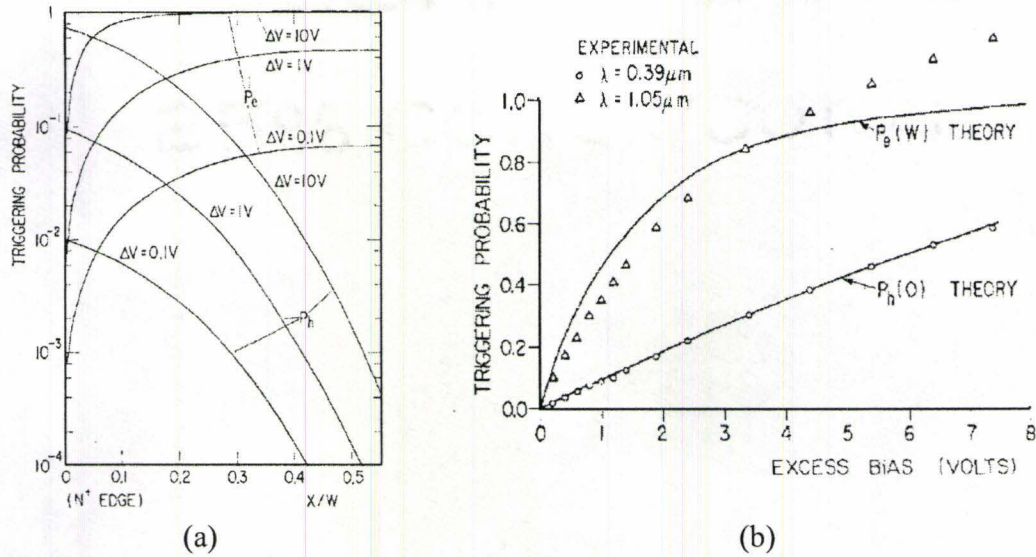 TRIGGERING PROBABILITY
1
10⁻¹
10⁻²
10⁻³
10⁻⁴
ΔV = 10V
ΔV = 1V
Pe
ΔV = 0.1V
ΔV = 10V
ΔV = 1V
ΔV = 0.1V
Ph
0
0.1
0.2
0.3
0.4
0.5
(N⁺ EDGE)
X/W
(a)
EXPERIMENTAL
o λ = 0.39μm
Δ λ = 1.05μm
TRIGGERING PROBABILITY
1.0
0.8
0.6
0.4
0.2
0.0
Pe(W) THEORY
Ph(O) THEORY
0 1 2 3 4 5 6 7 8
EXCESS BIAS (VOLTS)
(b)